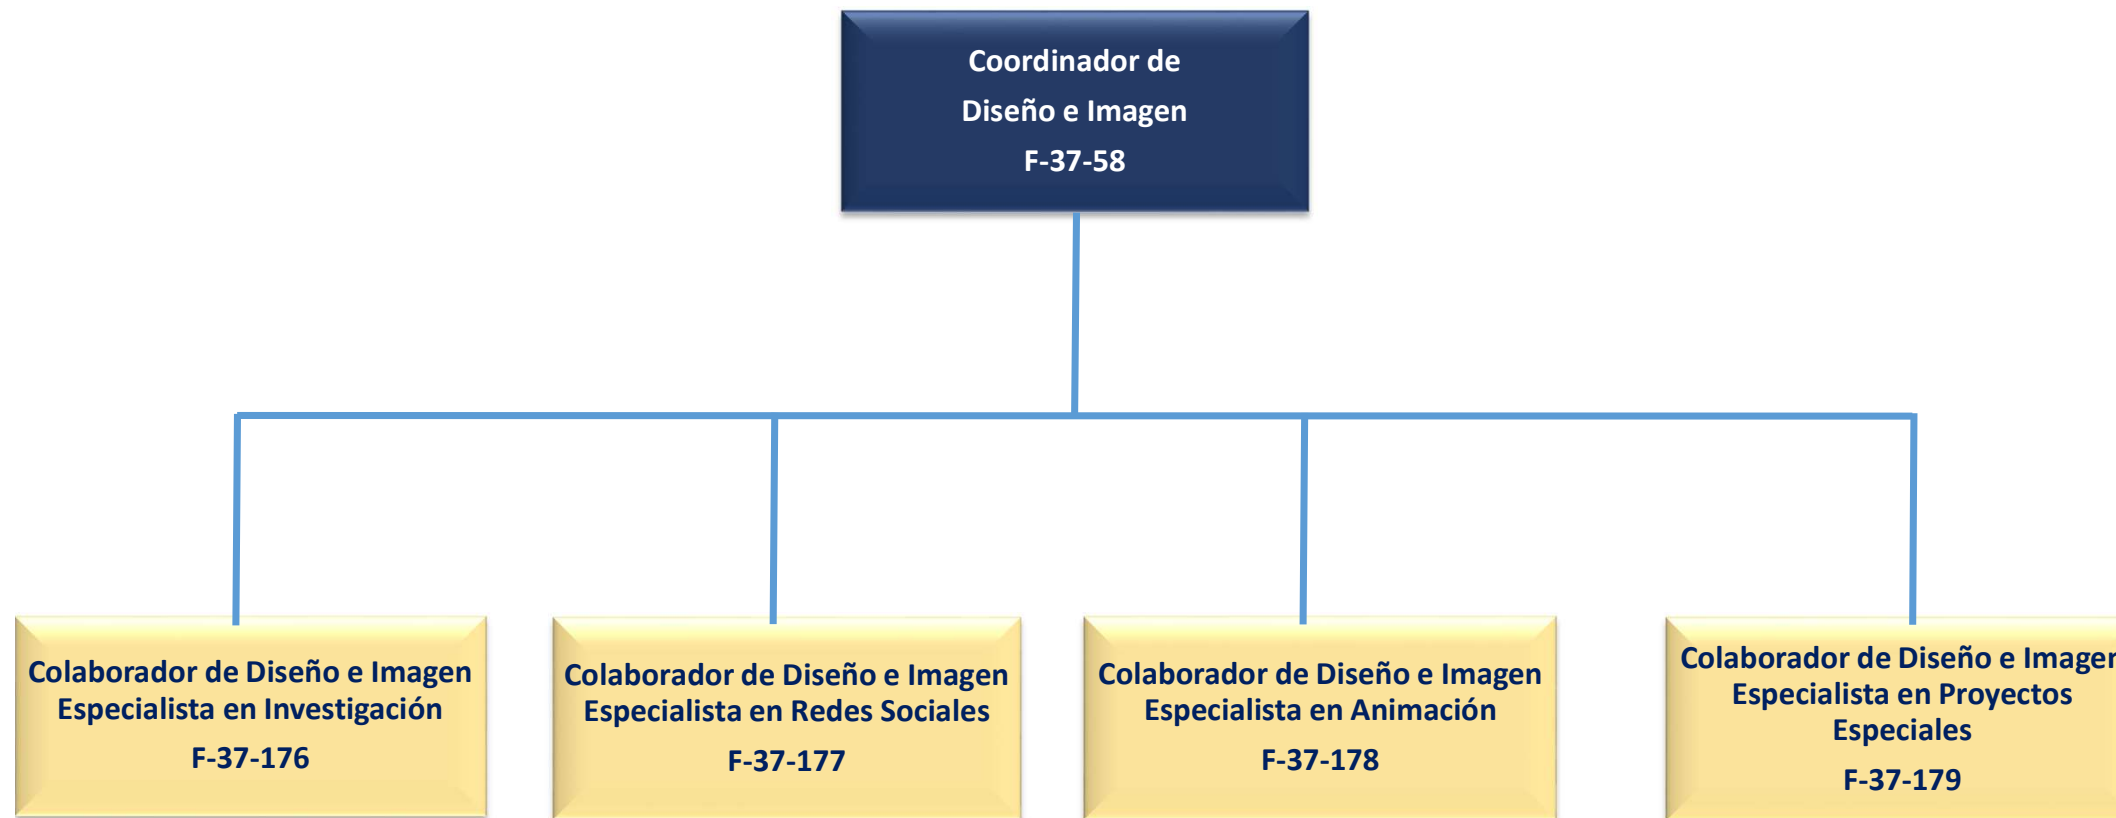 Coordinador de
Diseño e Imagen
F-37-58
Colaborador de Diseño e Imagen
Especialista en Investigación
F-37-176
Colaborador de Diseño e Imagen
Especialista en Redes Sociales
F-37-177
Colaborador de Diseño e Imagen
Especialista en Animación
F-37-178
Colaborador de Diseño e Imagen
Especialista en Proyectos
Especiales
F-37-179